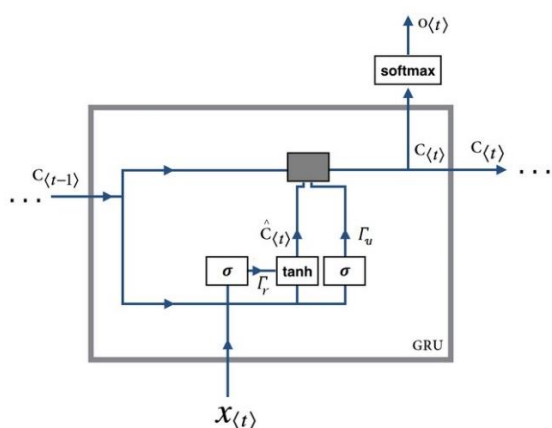 o⟨t⟩
softmax
C⟨t−1⟩
C⟨t⟩
C⟨t⟩
...
...
Ĉ⟨t⟩
Γu
σ
Γr
tanh
σ
GRU
x⟨t⟩